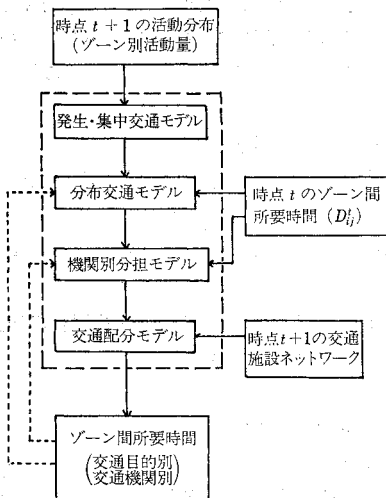 時点 t+1の活動分布
(ゾーン別活動量)
発生・集中交通モデル
分布交通モデル
時点 t のゾーン間
所要時間 (Dᵗᵢⱼ)
機関別分担モデル
交通配分モデル
時点t+1の交通
施設ネットワーク
ゾーン間所要時間
(交通目的別
交通機関別)